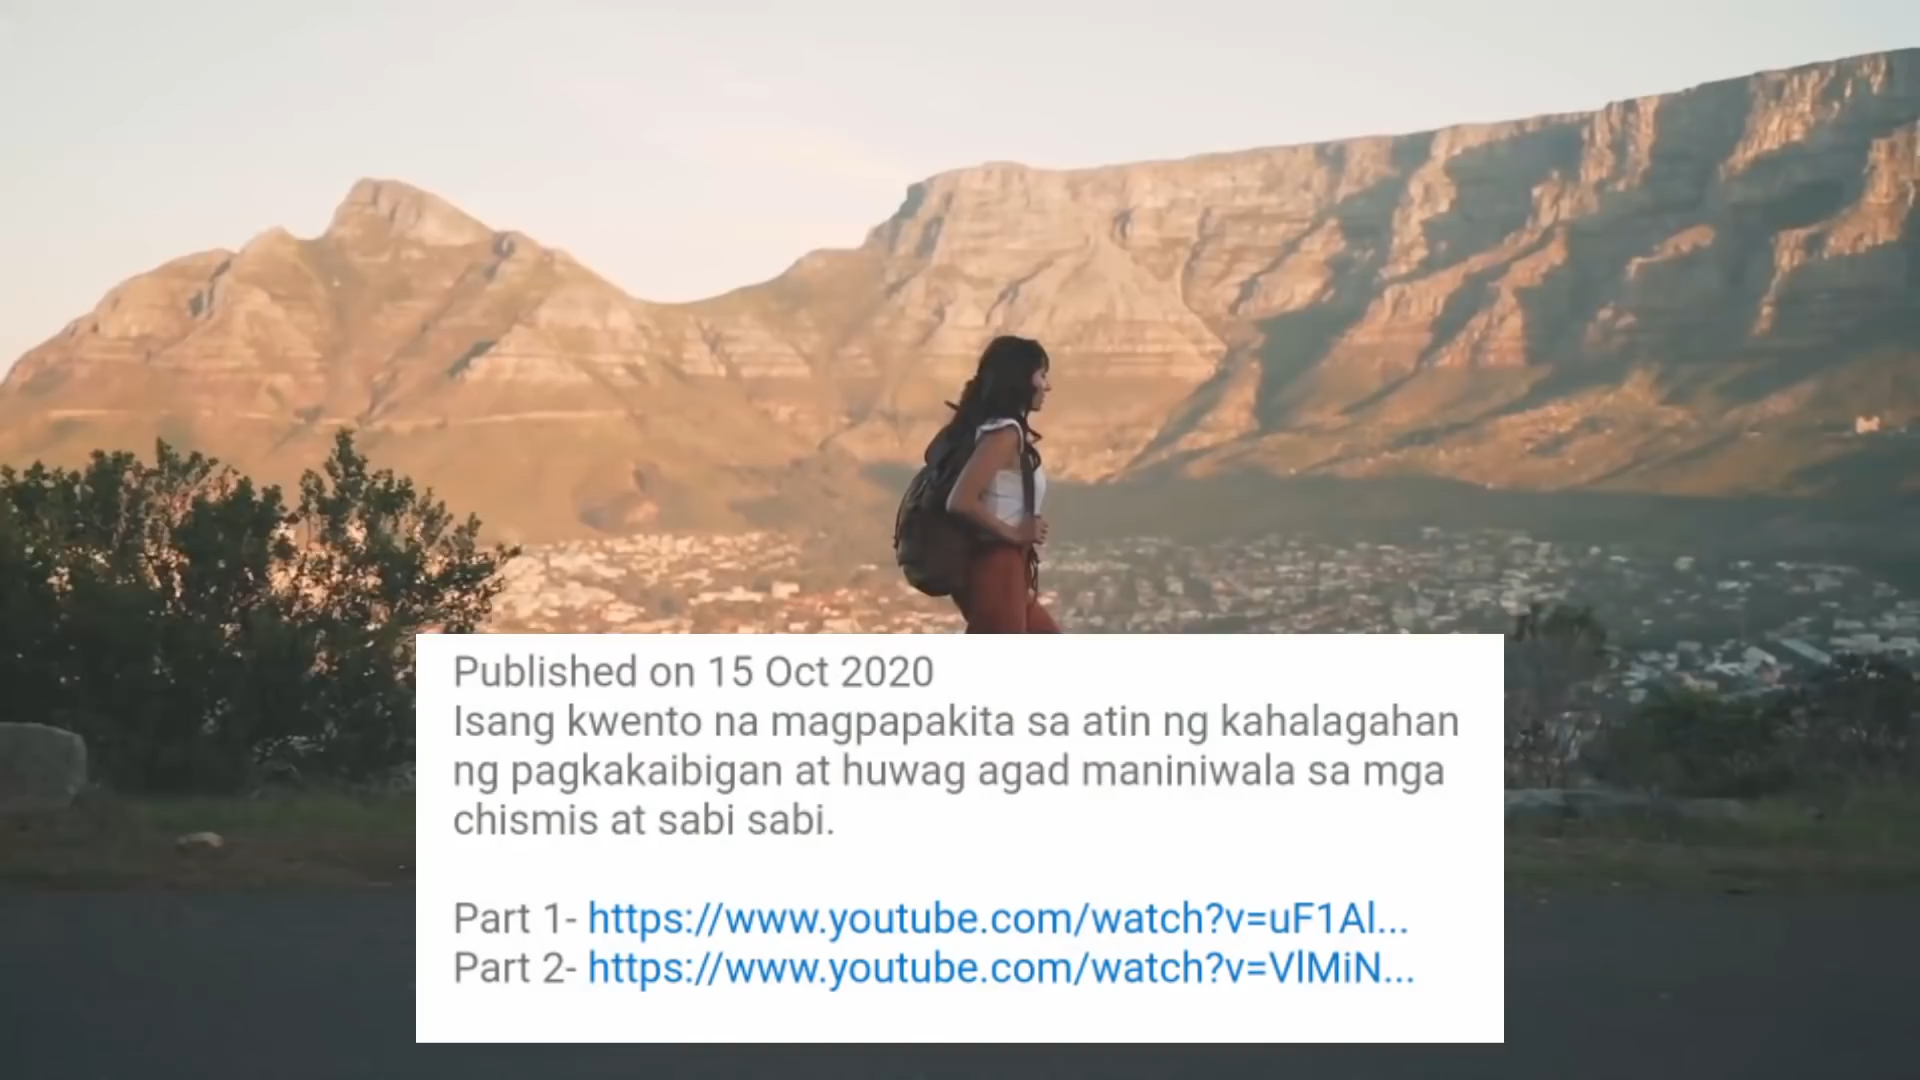 Published on 15 Oct 2020
Isang kwento na magpapakita sa atin ng kahalagahan
ng pagkakaibigan at huwag agad maniniwala sa mga
chismis at sabi sabi.
Part 1- https://www.youtube.com/watch?v=uF1Al...
Part 2- https://www.youtube.com/watch?v=VlMiN...